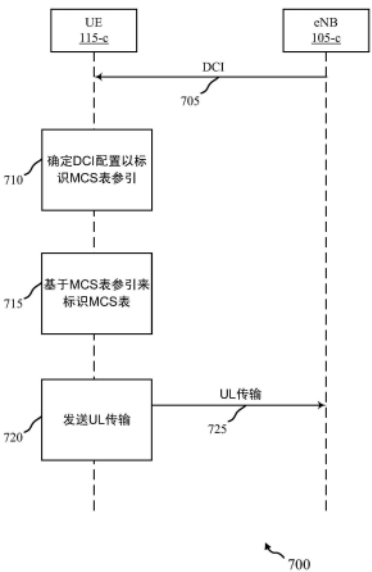 UE
115-c
eNB
105-c
DCI
705
确定DCI配置以标
识MCS表参引
710
基于MCS表参引来
标识MCS表
715
UL传输
发送UL传输
725
720
700